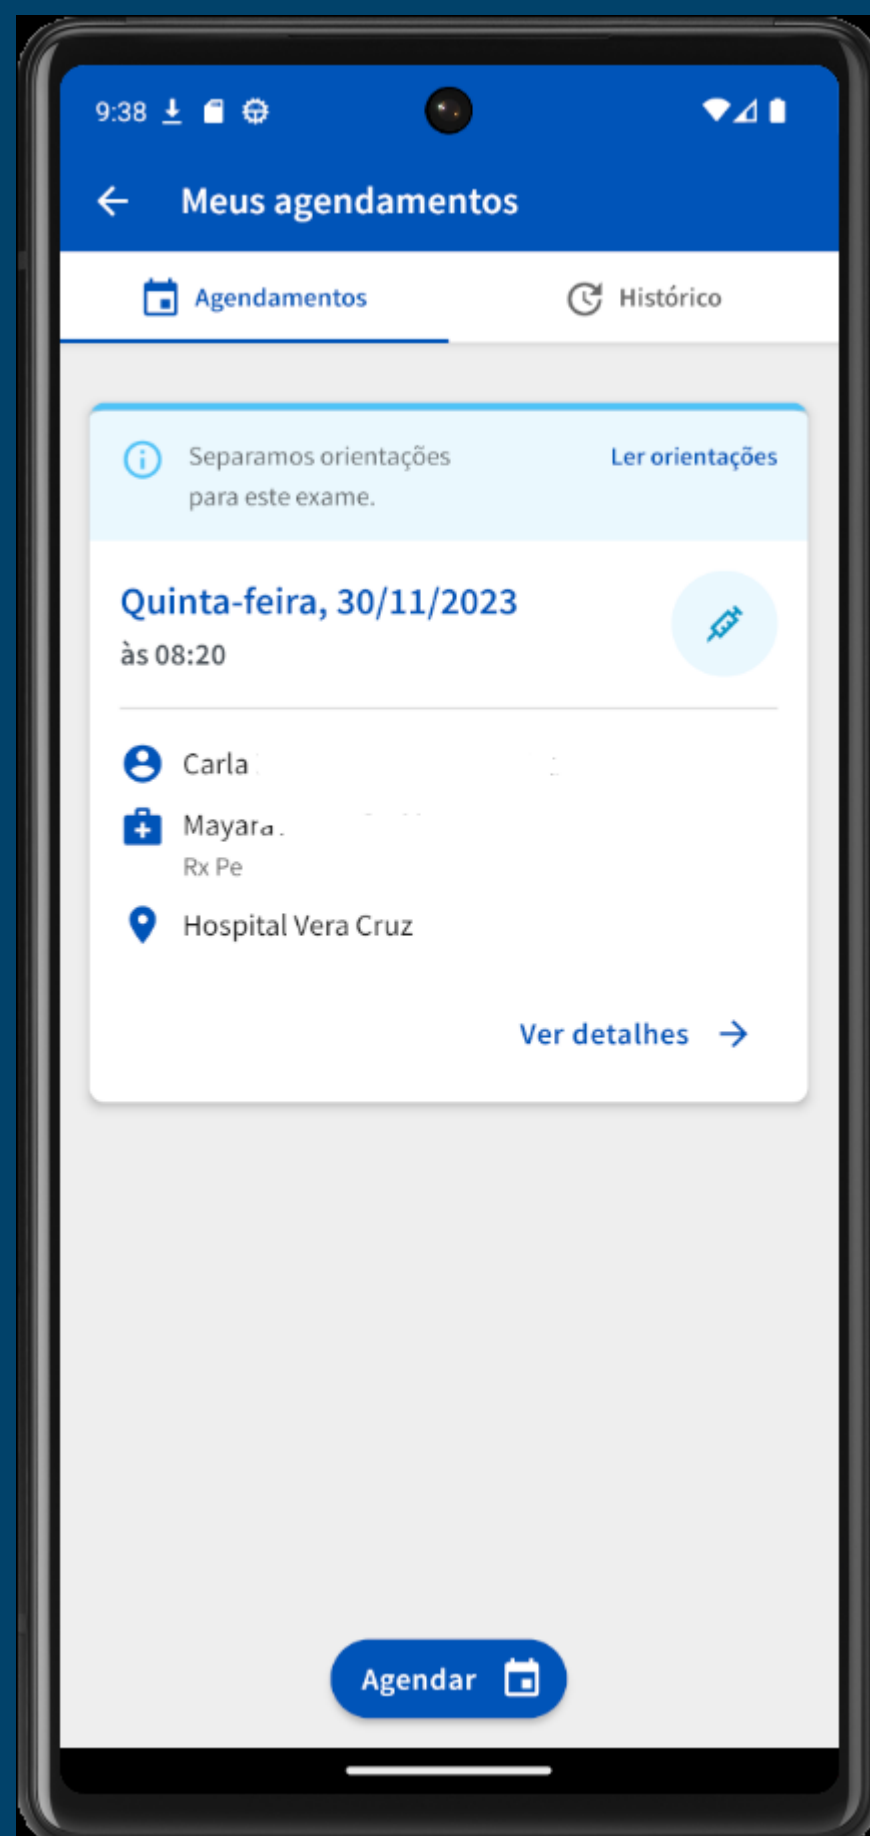 9:38
Meus agendamentos
Agendamentos
Histórico
Separamos orientações
para este exame.
Ler orientações
Quinta-feira, 30/11/2023
às 08:20
Carla
Mayara
Rx Pe
Hospital Vera Cruz
Ver detalhes
Agendar